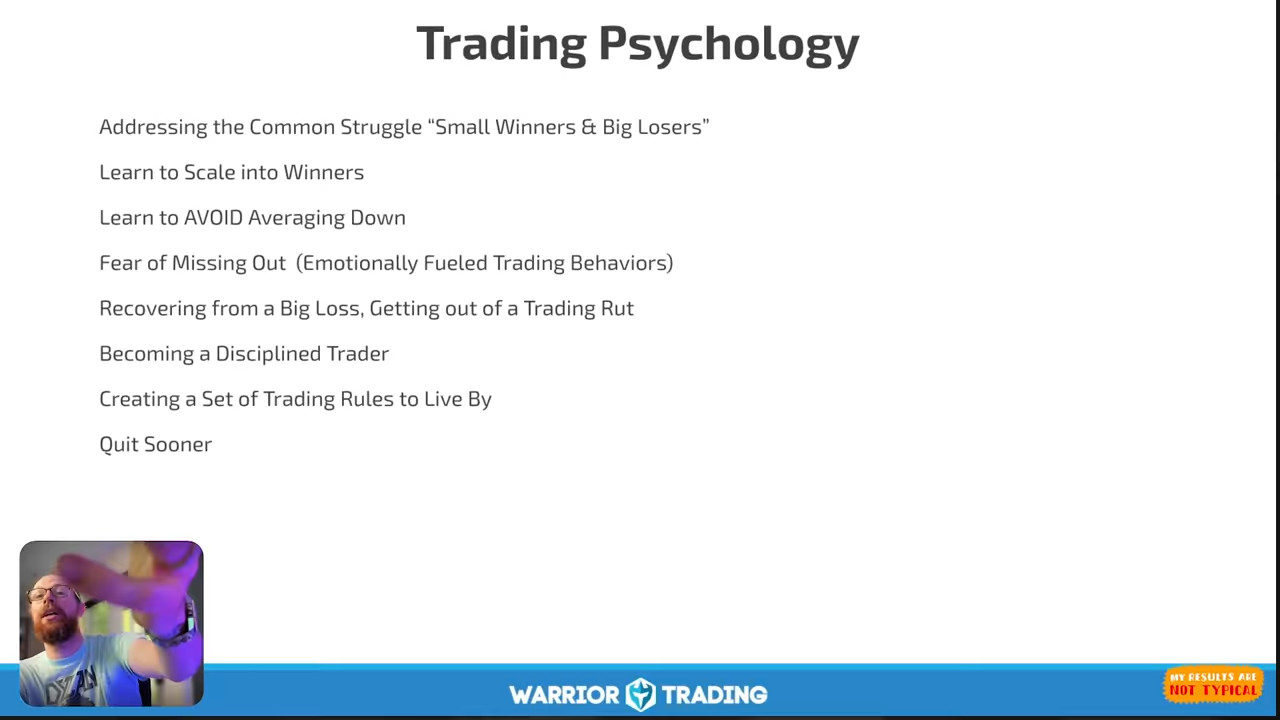 Trading Psychology
Addressing the Common Struggle “Small Winners & Big Losers”
Learn to Scale into Winners
Learn to AVOID Averaging Down
Fear of Missing Out  (Emotionally Fueled Trading Behaviors)
Recovering from a Big Loss, Getting out of a Trading Rut
Becoming a Disciplined Trader
Creating a Set of Trading Rules to Live By
Quit Sooner
WARRIOR TRADING
MY RESULTS ARE
NOT TYPICAL